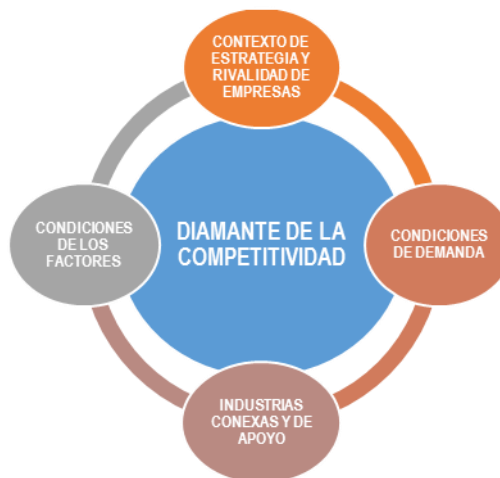 CONTEXTO DE
ESTRATEGIA Y
RIVALIDAD DE
EMPRESAS
CONDICIONES
DE LOS
FACTORES
DIAMANTE DE LA
COMPETITIVIDAD
CONDICIONES
DE DEMANDA
INDUSTRIAS
CONEXAS Y DE
APOYO